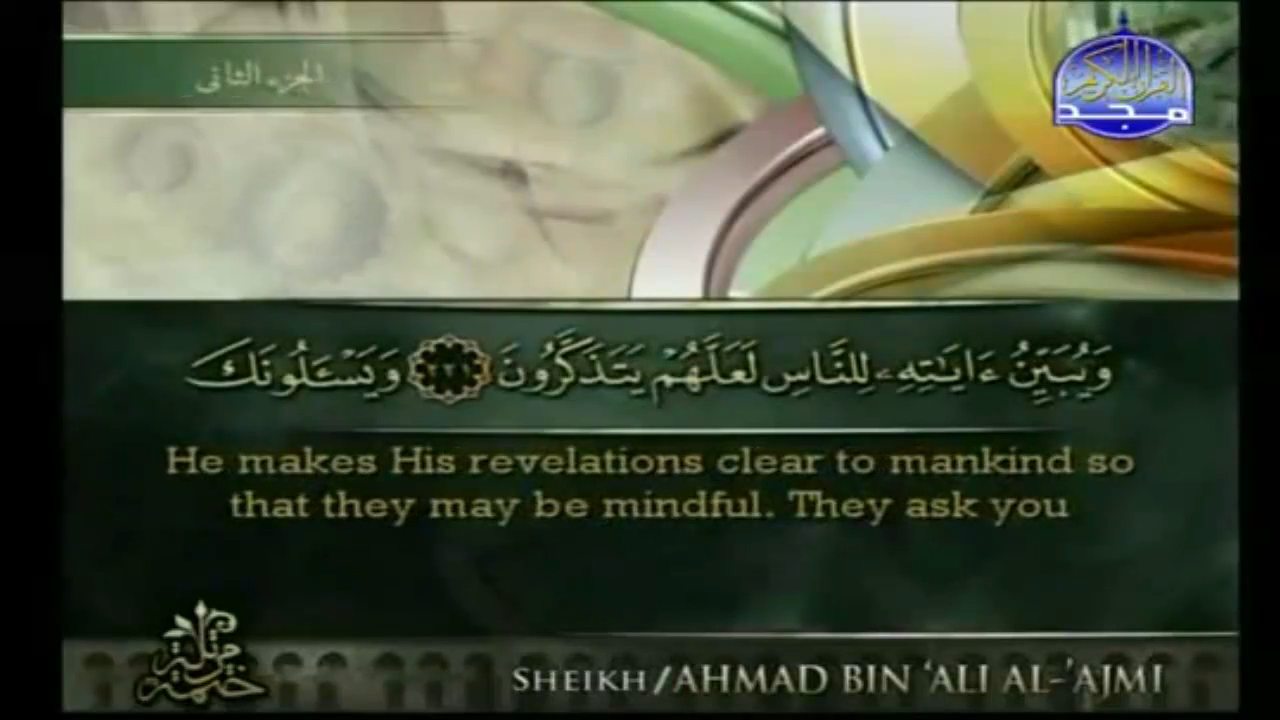 الجزء الثاني
القرآن الكريم
مجد
وَيُبَيِّنُ ءَايَٰتِهِۦ لِلنَّاسِ لَعَلَّهُمْ يَتَذَكَّرُونَ ٢٢١ وَيَسْـَٔلُونَكَ
He makes His revelations clear to mankind so
that they may be mindful. They ask you
ختمة مرتلة
SHEIKH/AHMAD BIN ‘ALI AL-’AJMI